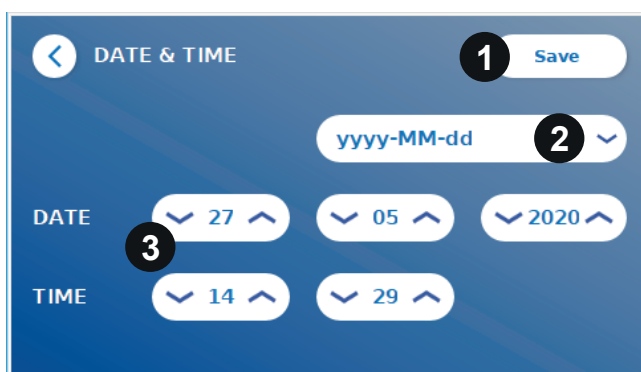 DATE & TIME 1 Save
yyyy-MM-dd 2
DATE 27 05 2020
3
TIME 14 29